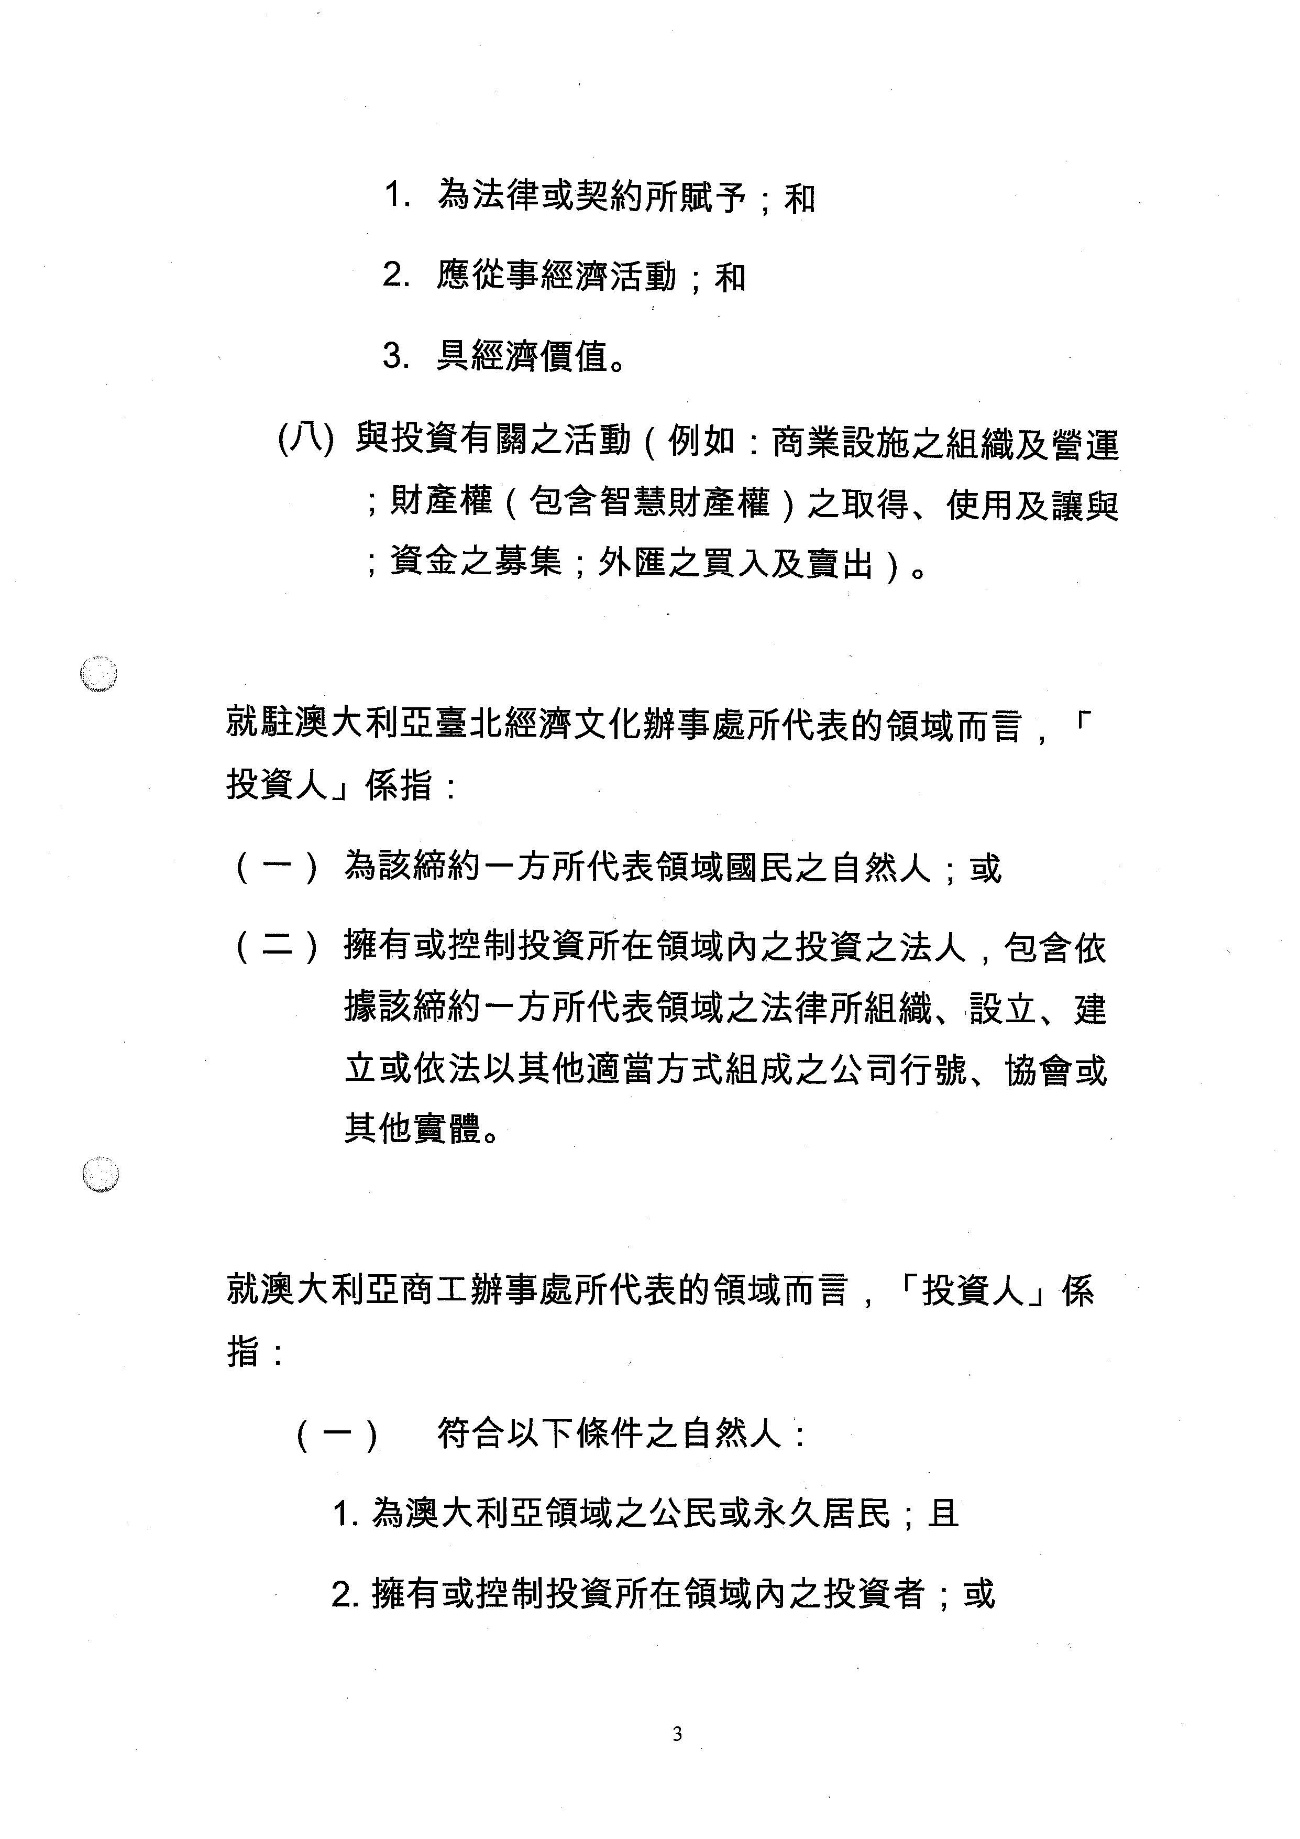 1. 為法律或契約所賦予；和
2. 應從事經濟活動；和
3. 具經濟價值。
(八) 與投資有關之活動（例如：商業設施之組織及營運
；財產權（包含智慧財產權）之取得、使用及讓與
；資金之募集；外匯之買入及賣出）。
就駐澳大利亞臺北經濟文化辦事處所代表的領域而言，「
投資人」係指：
（一） 為該締約一方所代表領域國民之自然人；或
（二） 擁有或控制投資所在領域內之投資之法人，包含依
據該締約一方所代表領域之法律所組織、設立、建
立或依法以其他適當方式組成之公司行號、協會或
其他實體。
就澳大利亞商工辦事處所代表的領域而言，「投資人」係
指：
（一） 符合以下條件之自然人：
1. 為澳大利亞領域之公民或永久居民；且
2. 擁有或控制投資所在領域內之投資者；或
3